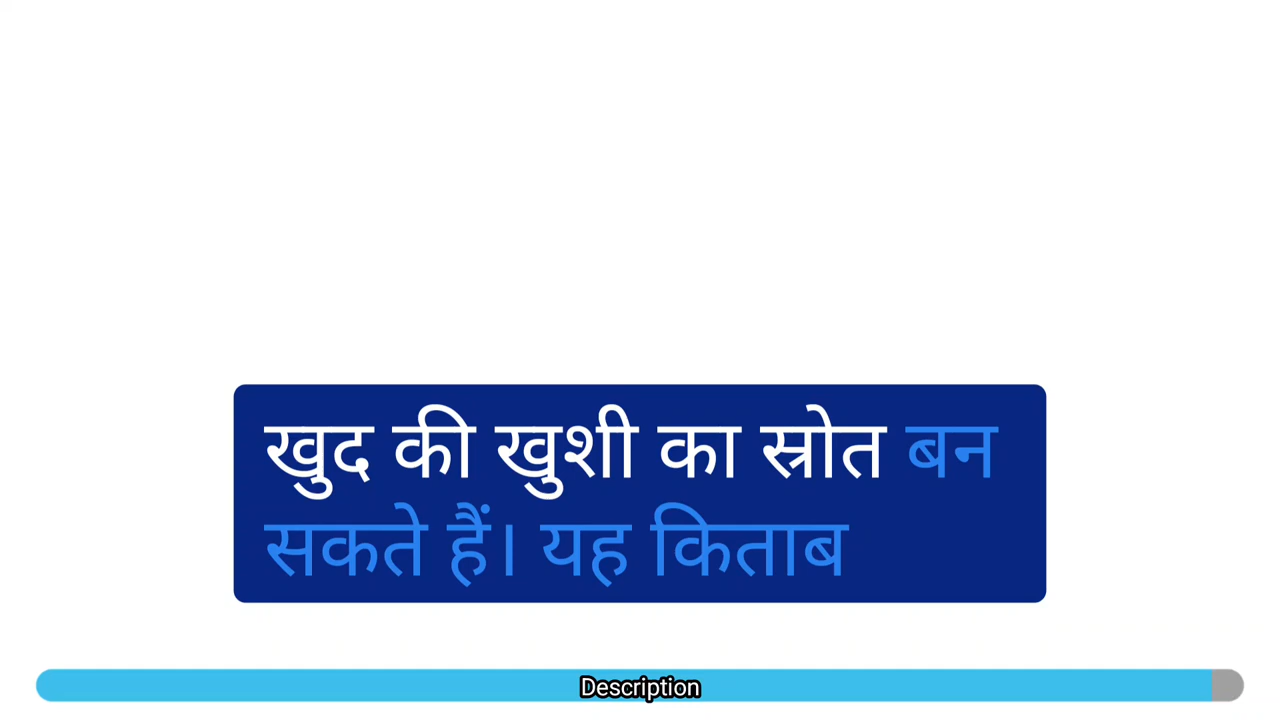 खुद की खुशी का स्रोत बन
सकते हैं। यह किताब
Description